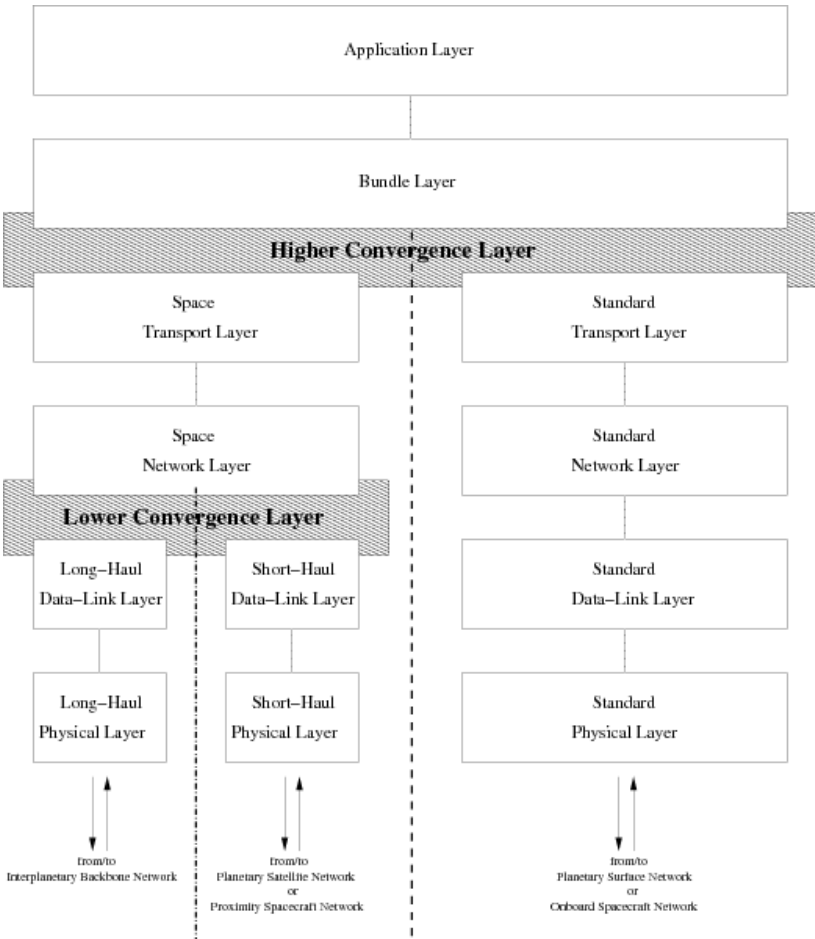 Application Layer
Bundle Layer
Higher Convergence Layer
Space
Transport Layer
Standard
Transport Layer
Space
Network Layer
Standard
Network Layer
Lower Convergence Layer
Long–Haul
Data–Link Layer
Short–Haul
Data–Link Layer
Standard
Data–Link Layer
Long–Haul
Physical Layer
Short–Haul
Physical Layer
Standard
Physical Layer
from/to
Interplanetary Backbone Network
from/to
Planetary Satellite Network
or
Proximity Spacecraft Network
from/to
Planetary Surface Network
or
Onboard Spacecraft Network